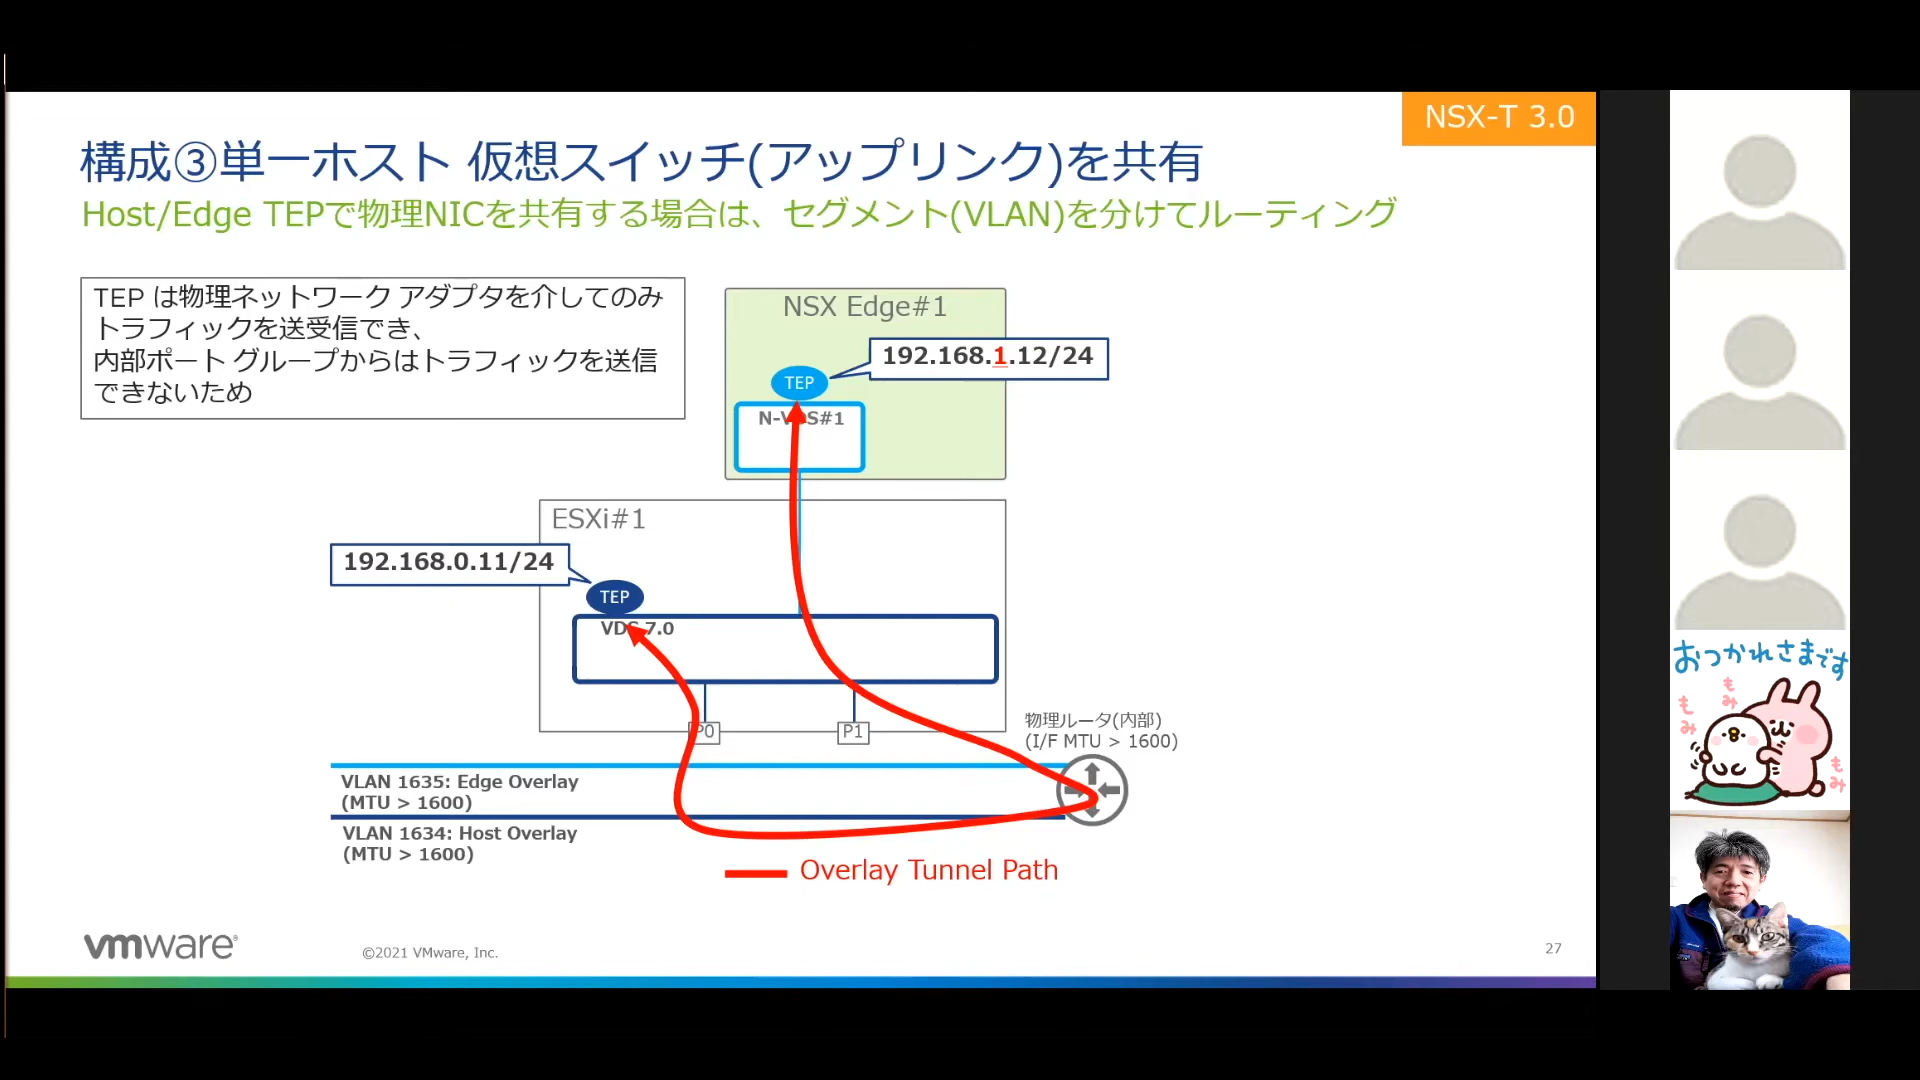 NSX-T 3.0
構成③単一ホスト 仮想スイッチ(アップリンク)を共有
Host/Edge TEPで物理NICを共有する場合は、セグメント(VLAN)を分けてルーティング
TEP は物理ネットワーク アダプタを介してのみ
トラフィックを送受信でき、
内部ポート グループからはトラフィックを送信
できないため
NSX Edge#1
192.168.1.12/24
TEP
N-VDS#1
ESXi#1
192.168.0.11/24
TEP
VDS 7.0
P0
P1
物理ルータ(内部)
(I/F MTU > 1600)
VLAN 1635: Edge Overlay
(MTU > 1600)
VLAN 1634: Host Overlay
(MTU > 1600)
Overlay Tunnel Path
vmware
©2021 VMware, Inc.
27
おつかれさまです
もみ
もみ
もみ